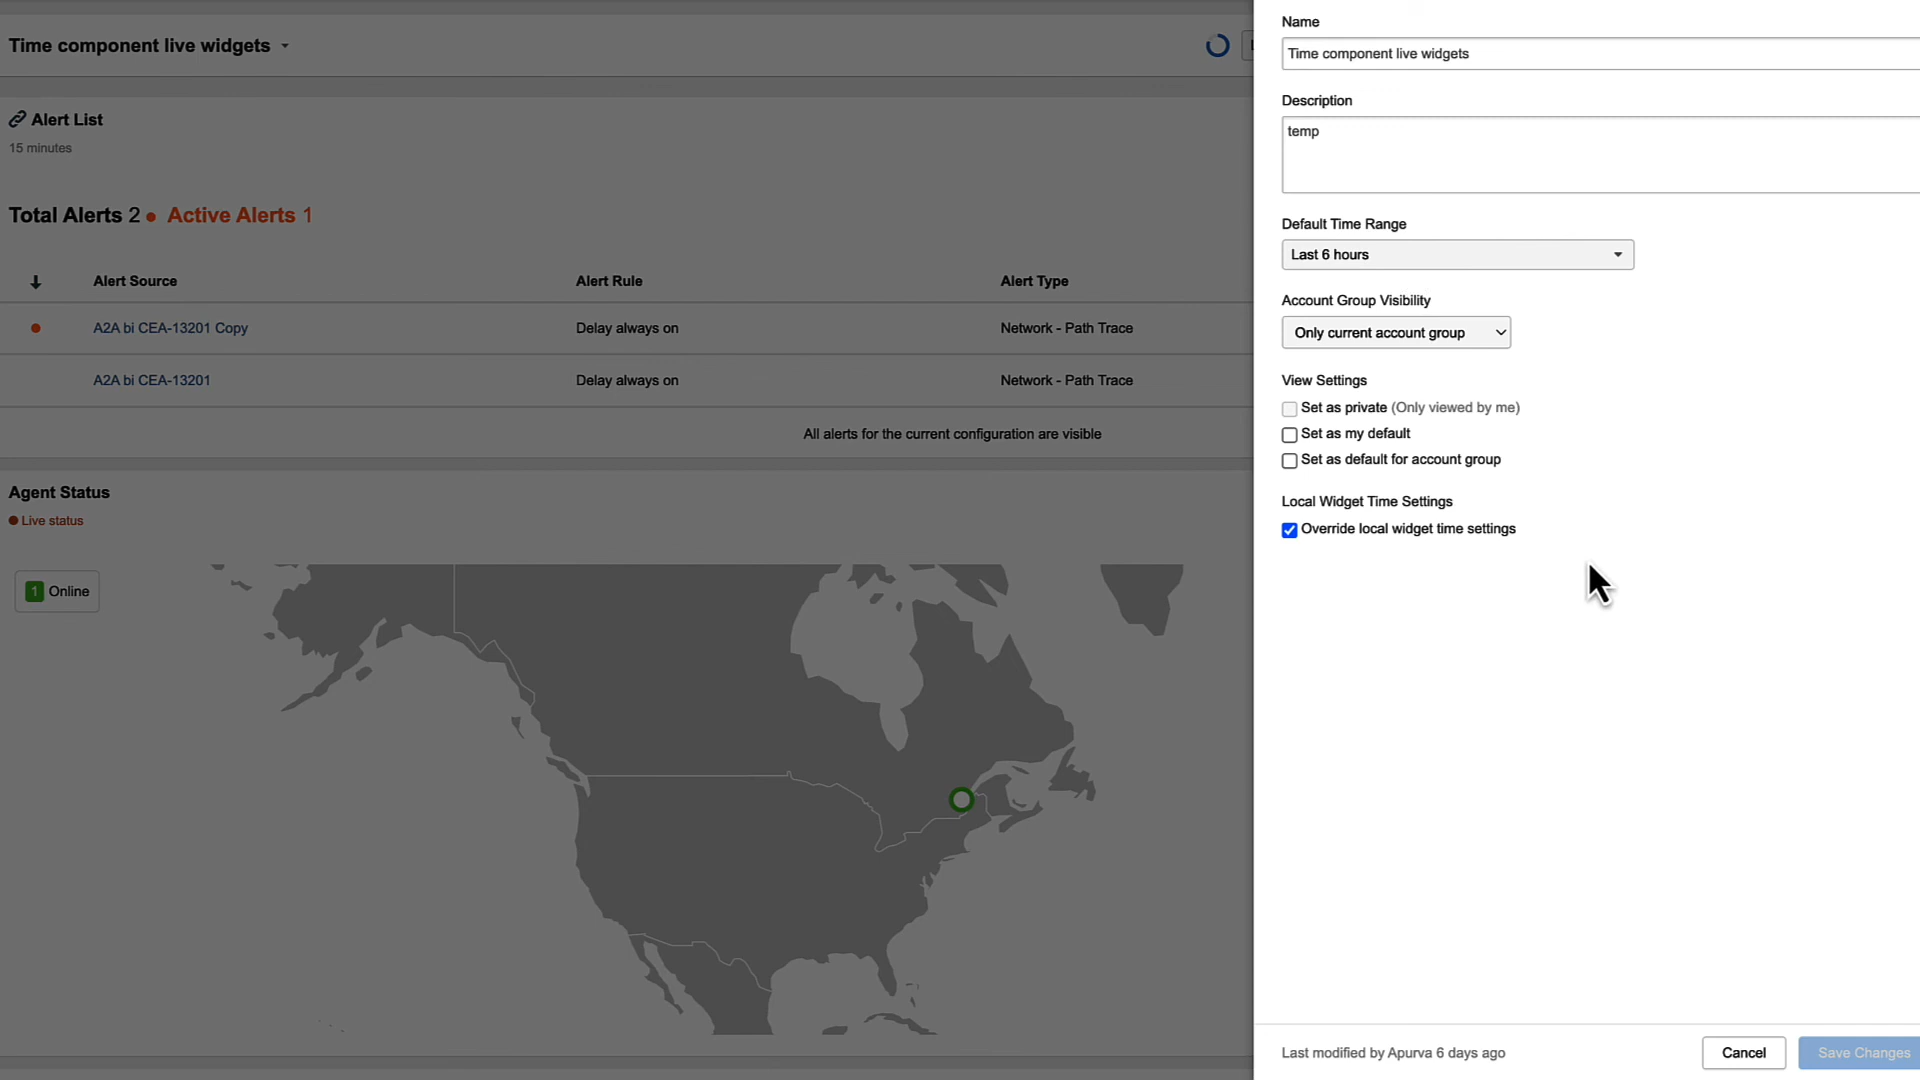 Time component live widgets
Alert List
15 minutes
Total Alerts 2 Active Alerts 1
Alert Source Alert Rule Alert Type
A2A bi CEA-13201 Copy Delay always on Network - Path Trace
A2A bi CEA-13201 Delay always on Network - Path Trace
All alerts for the current configuration are visible
Agent Status
Live status
1 Online
Name
Time component live widgets
Description
temp
Default Time Range
Last 6 hours
Account Group Visibility
Only current account group
View Settings
Set as private (Only viewed by me)
Set as my default
Set as default for account group
Local Widget Time Settings
Override local widget time settings
Last modified by Apurva 6 days ago
Cancel
Save Changes